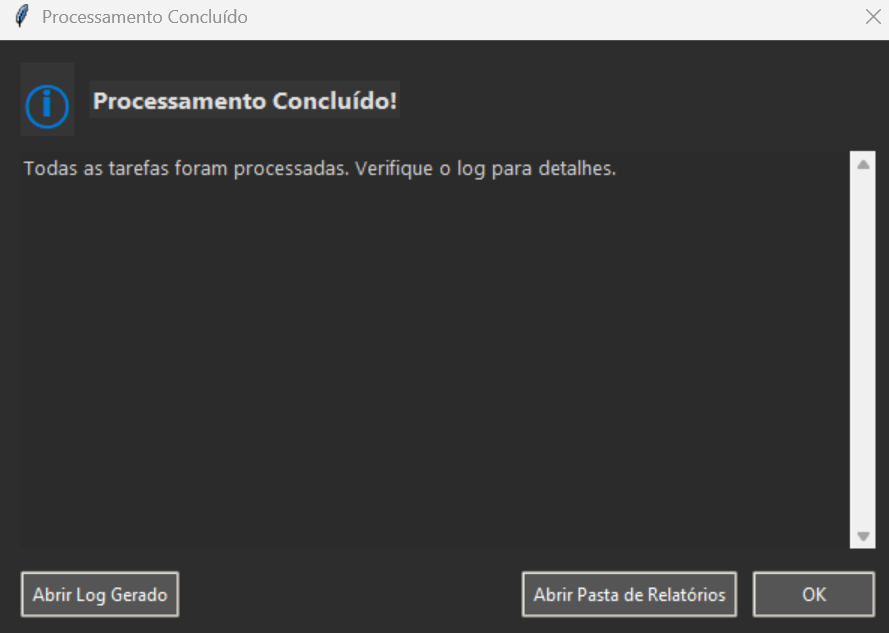 Processamento Concluído
Processamento Concluído!
Todas as tarefas foram processadas. Verifique o log para detalhes.
Abrir Log Gerado
Abrir Pasta de Relatórios
OK